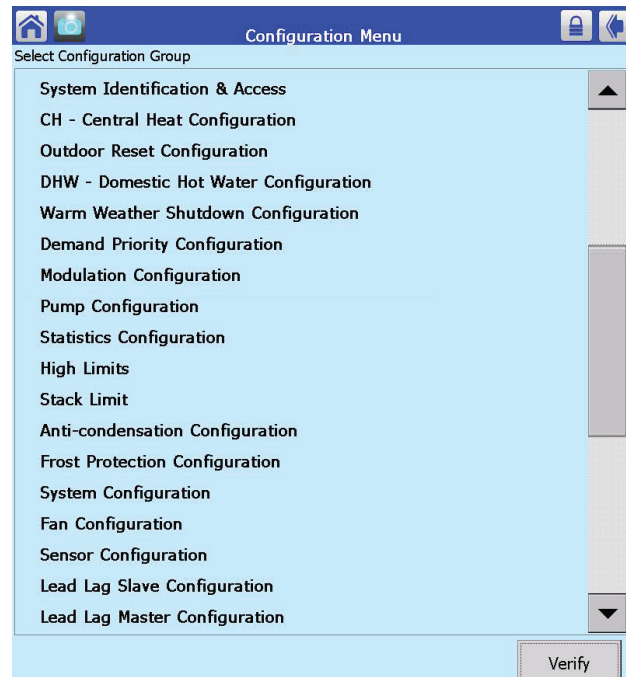 Configuration Menu
Select Configuration Group
System Identification & Access
CH - Central Heat Configuration
Outdoor Reset Configuration
DHW - Domestic Hot Water Configuration
Warm Weather Shutdown Configuration
Demand Priority Configuration
Modulation Configuration
Pump Configuration
Statistics Configuration
High Limits
Stack Limit
Anti-condensation Configuration
Frost Protection Configuration
System Configuration
Fan Configuration
Sensor Configuration
Lead Lag Slave Configuration
Lead Lag Master Configuration
Verify